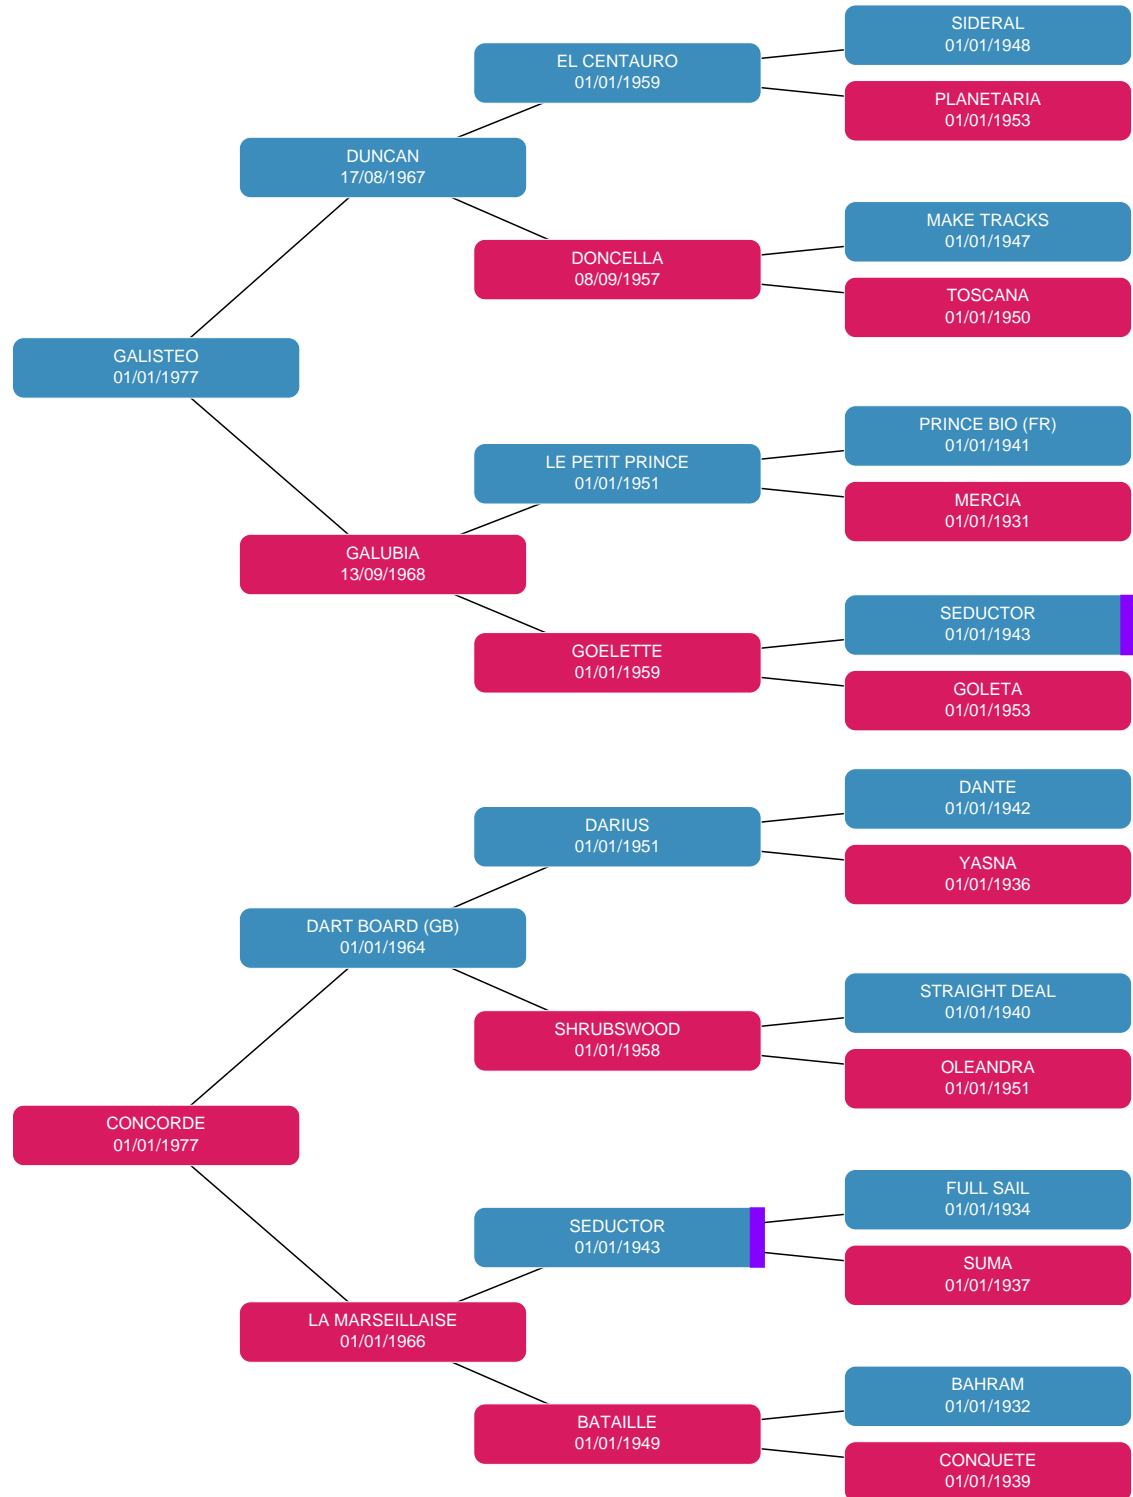 SIDERAL
01/01/1948
EL CENTAURO
01/01/1959
PLANETARIA
01/01/1953
DUNCAN
17/08/1967
MAKE TRACKS
01/01/1947
DONCELLA
08/09/1957
TOSCANA
01/01/1950
GALISTEO
01/01/1977
PRINCE BIO (FR)
01/01/1941
LE PETIT PRINCE
01/01/1951
MERCIA
01/01/1931
GALUBIA
13/09/1968
SEDUCTOR
01/01/1943
GOELETTE
01/01/1959
GOLETA
01/01/1953
DANTE
01/01/1942
DARIUS
01/01/1951
YASNA
01/01/1936
DART BOARD (GB)
01/01/1964
STRAIGHT DEAL
01/01/1940
SHRUBSWOOD
01/01/1958
OLEANDRA
01/01/1951
CONCORDE
01/01/1977
FULL SAIL
01/01/1934
SEDUCTOR
01/01/1943
SUMA
01/01/1937
LA MARSEILLAISE
01/01/1966
BAHRAM
01/01/1932
BATAILLE
01/01/1949
CONQUETE
01/01/1939